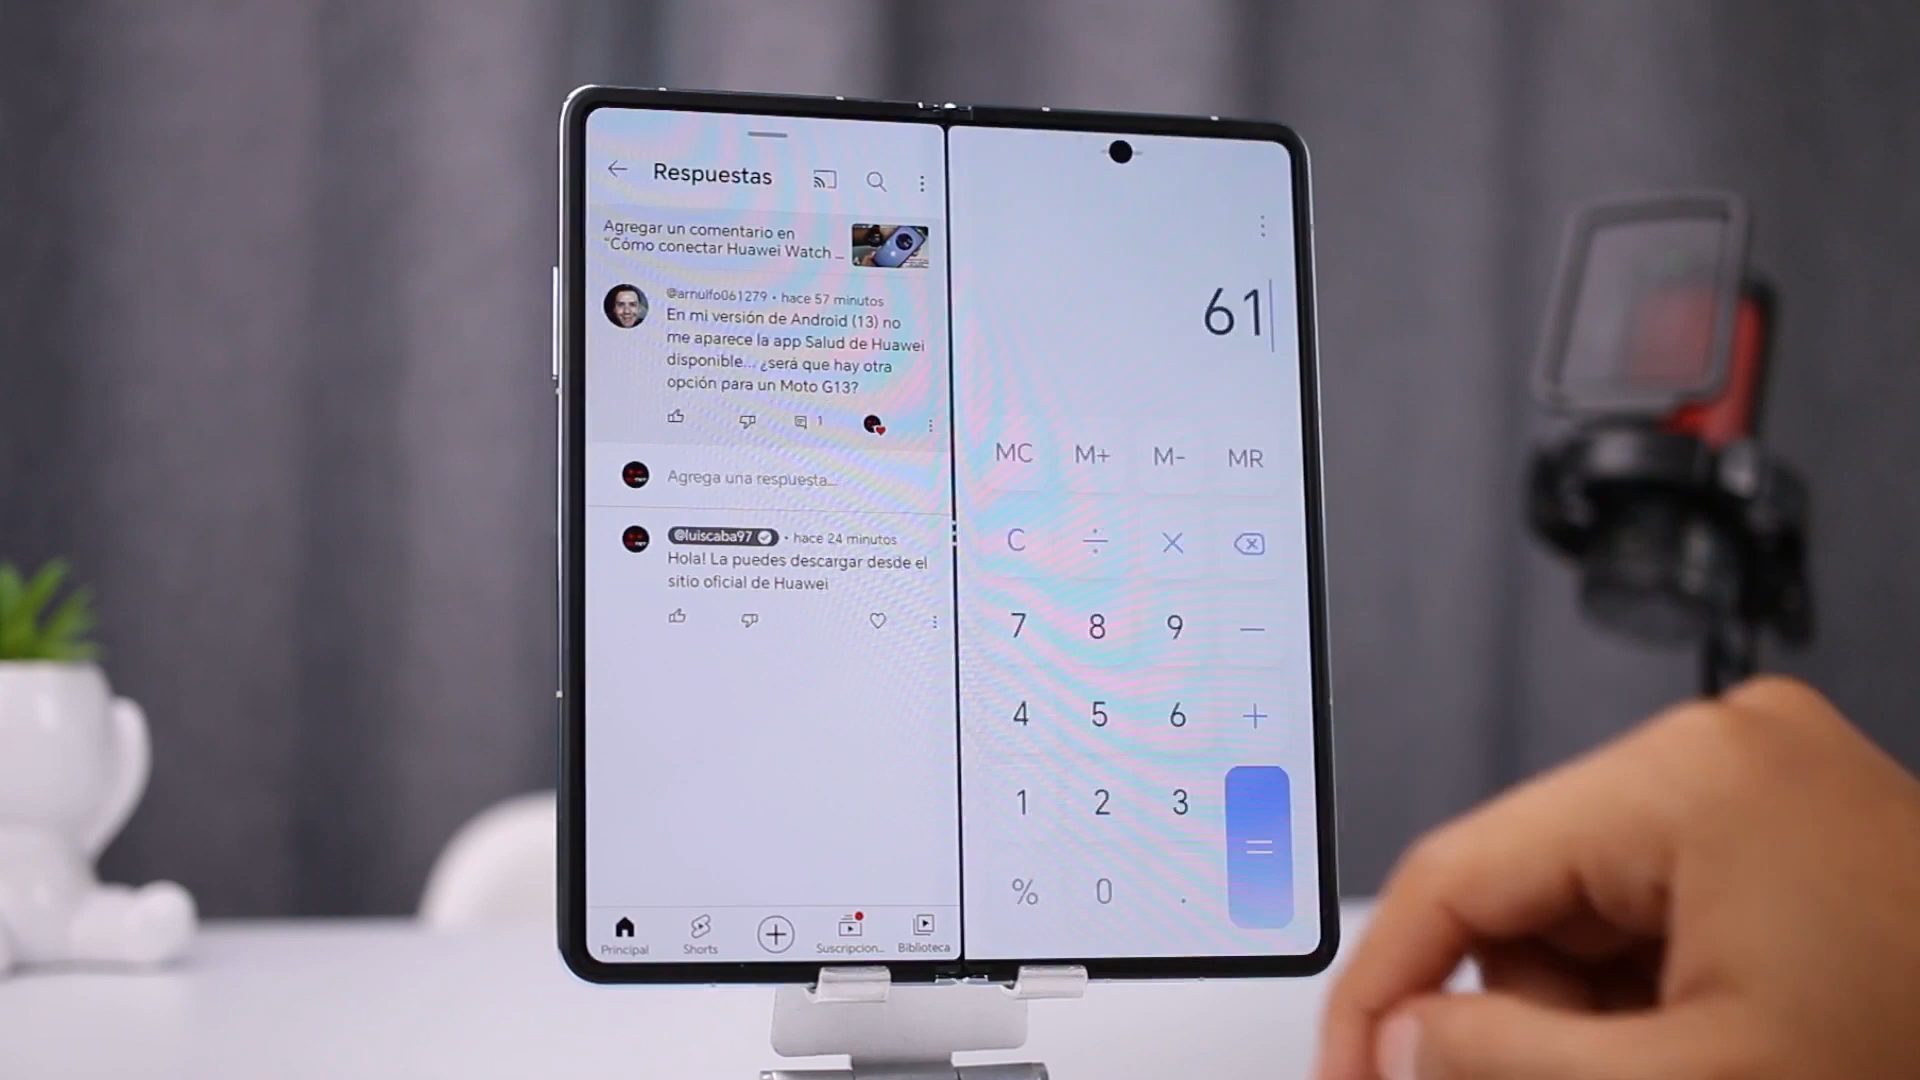 Respuestas
Agregar un comentario en
"Cómo conectar Huawei Watch ...
@arnulfo061279 • hace 57 minutos
En mi versión de Android (13) no
me aparece la app Salud de Huawei
disponible... ¿será que hay otra
opción para un Moto G13?
1
Agrega una respuesta...
@luiscaba97 • hace 24 minutos
Hola! La puedes descargar desde el
sitio oficial de Huawei
Principal
Shorts
Suscripcion...
Biblioteca
61
MC M+ M- MR
C ÷ ×
7 8 9 −
4 5 6 +
1 2 3
% 0 . =